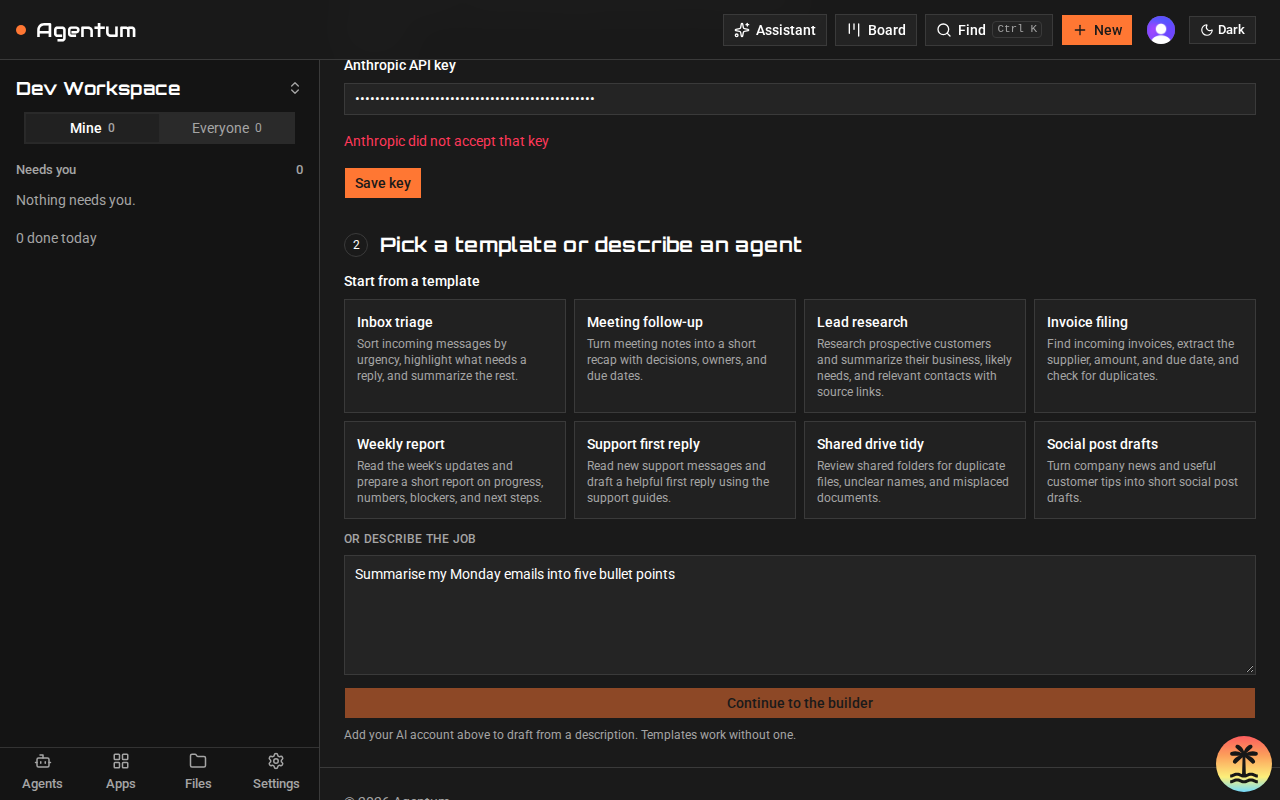 Agentum
Assistant
Board
Find Ctrl K
New
Dark
Dev Workspace
Mine 0
Everyone 0
Needs you 0
Nothing needs you.
0 done today
Agents
Apps
Files
Settings
Anthropic API key
Anthropic did not accept that key
Save key
2 Pick a template or describe an agent
Start from a template
Inbox triage
Sort incoming messages by
urgency, highlight what needs a
reply, and summarize the rest.
Meeting follow-up
Turn meeting notes into a short
recap with decisions, owners, and
due dates.
Lead research
Research prospective customers
and summarize their business, likely
needs, and relevant contacts with
source links.
Invoice filing
Find incoming invoices, extract the
supplier, amount, and due date, and
check for duplicates.
Weekly report
Read the week's updates and
prepare a short report on progress,
numbers, blockers, and next steps.
Support first reply
Read new support messages and
draft a helpful first reply using the
support guides.
Shared drive tidy
Review shared folders for duplicate
files, unclear names, and misplaced
documents.
Social post drafts
Turn company news and useful
customer tips into short social post
drafts.
OR DESCRIBE THE JOB
Summarise my Monday emails into five bullet points
Continue to the builder
Add your AI account above to draft from a description. Templates work without one.
© 2026 Agentum